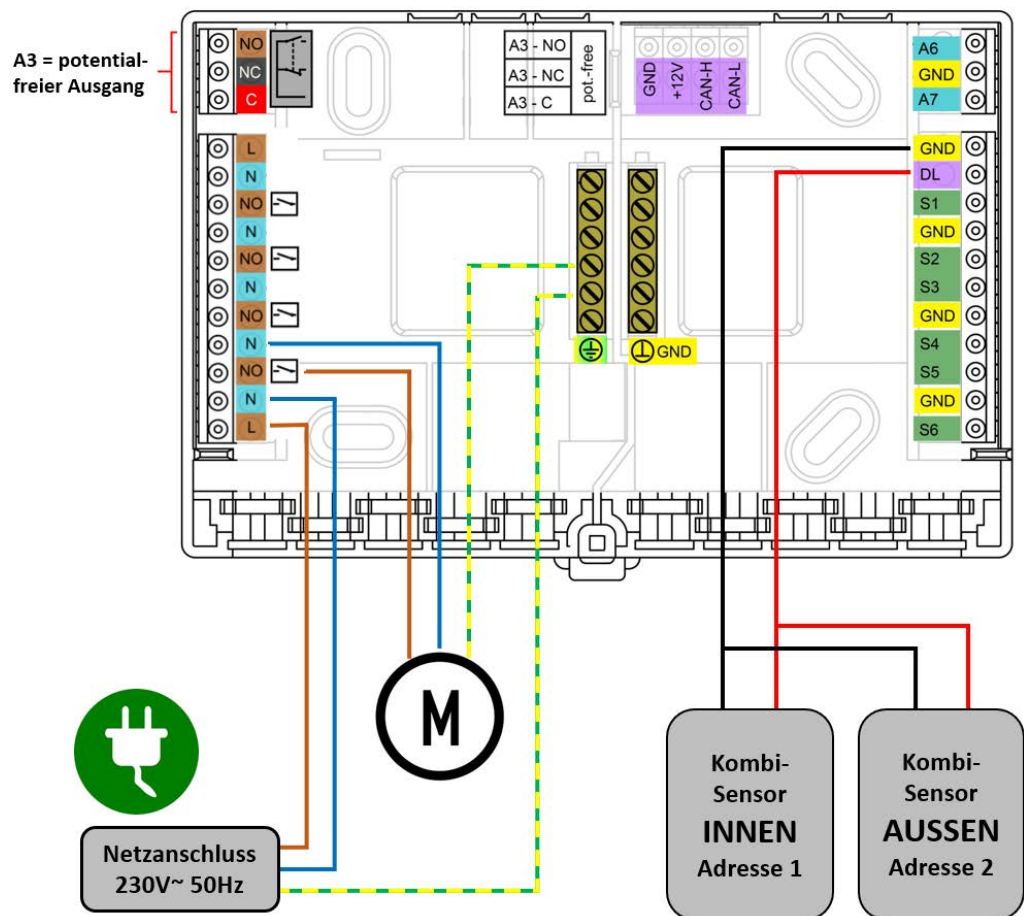 A3 = potential-
freier Ausgang
NO
NC
C
A3 - NO
A3 - NC
A3 - C
pot.-free
GND
+12V
CAN-H
CAN-L
A6
GND
A7
L
N
NO
N
NO
N
NO
N
NO
N
L
GND
DL
S1
GND
S2
S3
GND
S4
S5
GND
S6
GND
M
Netzanschluss
230V~ 50Hz
Kombi-
Sensor
INNEN
Adresse 1
Kombi-
Sensor
AUSSEN
Adresse 2